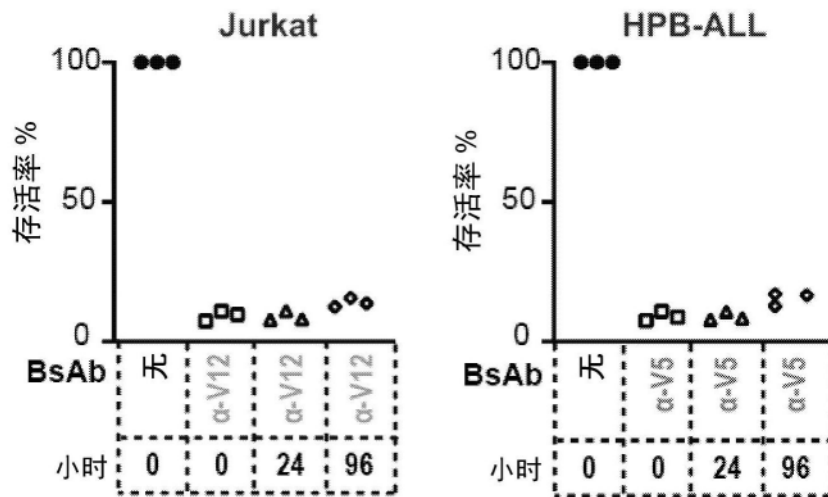 Jurkat
100
50
0
存活率 %
BsAb 无 α-V12 α-V12 α-V12
小时 0 0 24 96
HPB-ALL
100
50
0
存活率 %
BsAb 无 α-V5 α-V5 α-V5
小时 0 0 24 96